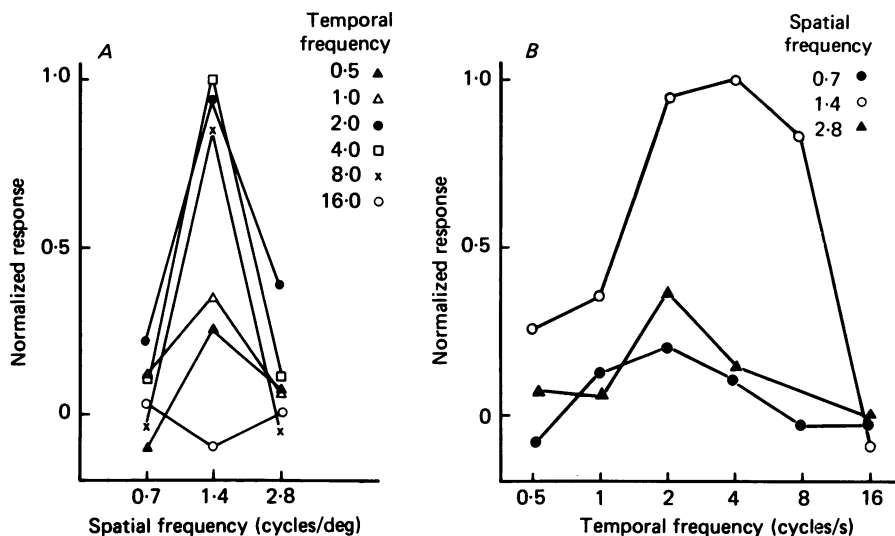 A
Temporal
frequency
0·5
1·0
2·0
4·0
8·0
16·0
1·0
0·5
0
Normalized response
0·7 1·4 2·8
Spatial frequency (cycles/deg)
B
Spatial
frequency
0·7
1·4
2·8
1·0
0·5
0
Normalized response
0·5 1 2 4 8 16
Temporal frequency (cycles/s)